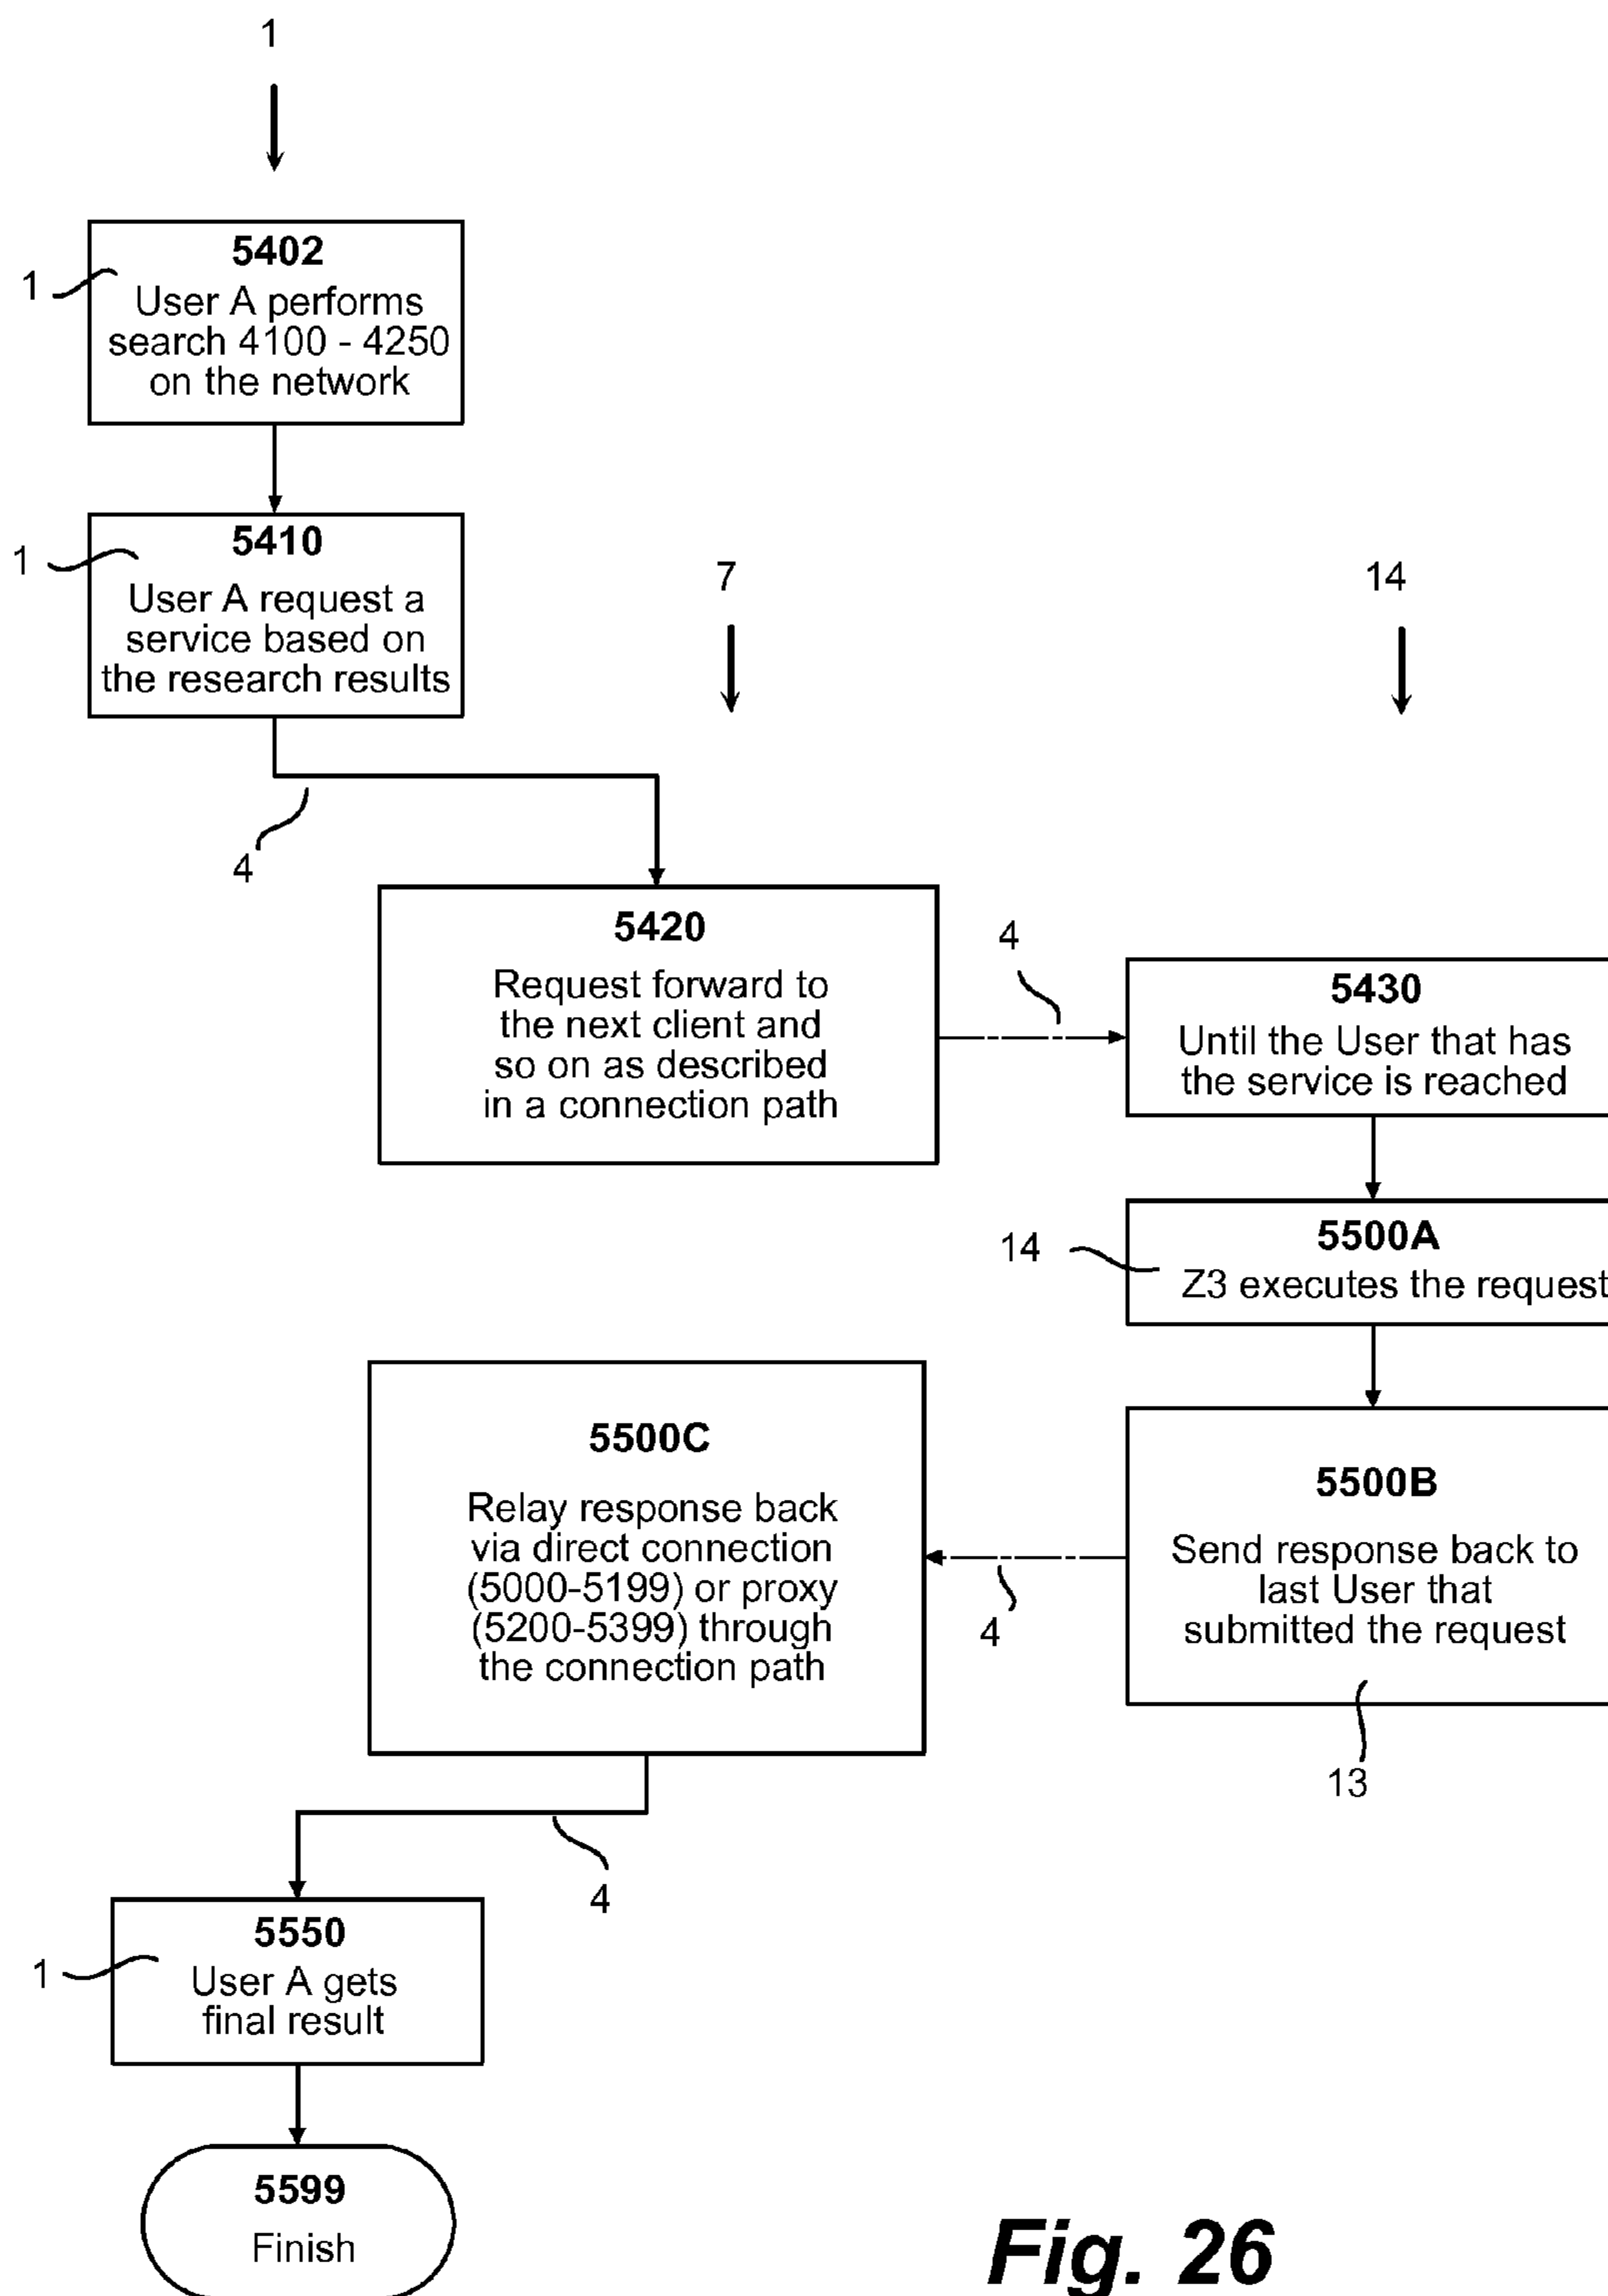 1
5402
1
User A performs
search 4100 - 4250
on the network
5410
1
User A request a
service based on
the research results
7
14
4
5420
Request forward to
the next client and
so on as described
in a connection path
4
5430
Until the User that has
the service is reached
5500A
14
Z3 executes the request
5500C
Relay response back
via direct connection
(5000-5199) or proxy
(5200-5399) through
the connection path
5500B
Send response back to
last User that
submitted the request
4
13
4
5550
1
User A gets
final result
5599
Finish
Fig. 26